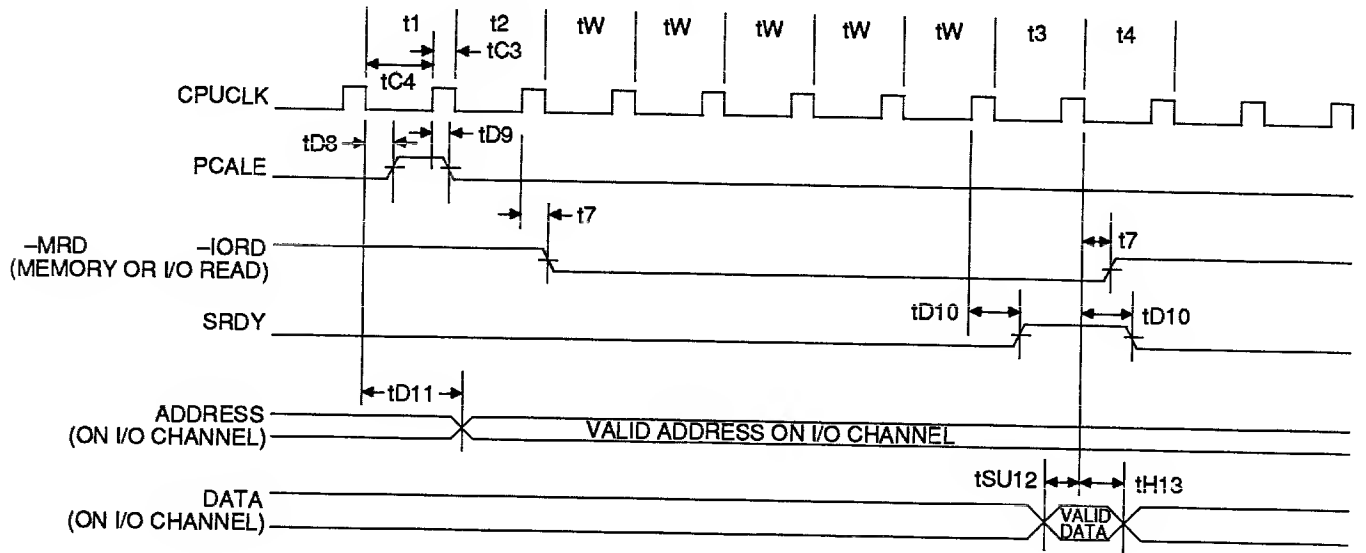 t1 t2 tW tW tW tW tW t3 t4
tC3
tC4
CPUCLK
tD8 tD9
PCALE
t7
–MRD –IORD
(MEMORY OR I/O READ)
t7
tD10 tD10
SRDY
tD11
ADDRESS
(ON I/O CHANNEL)
VALID ADDRESS ON I/O CHANNEL
tSU12 tH13
DATA
(ON I/O CHANNEL)
VALID
DATA